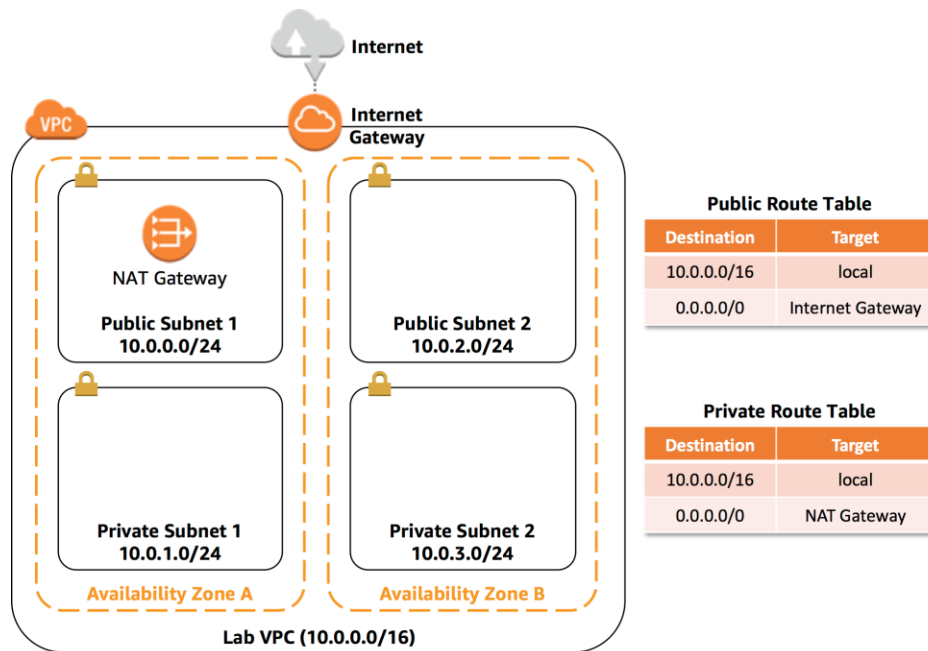 Internet
Internet
Gateway
VPC
NAT Gateway
Public Subnet 1
10.0.0.0/24
Public Subnet 2
10.0.2.0/24
Private Subnet 1
10.0.1.0/24
Private Subnet 2
10.0.3.0/24
Availability Zone A
Availability Zone B
Lab VPC (10.0.0.0/16)
Public Route Table
Destination Target
10.0.0.0/16 local
0.0.0.0/0 Internet Gateway
Private Route Table
Destination Target
10.0.0.0/16 local
0.0.0.0/0 NAT Gateway